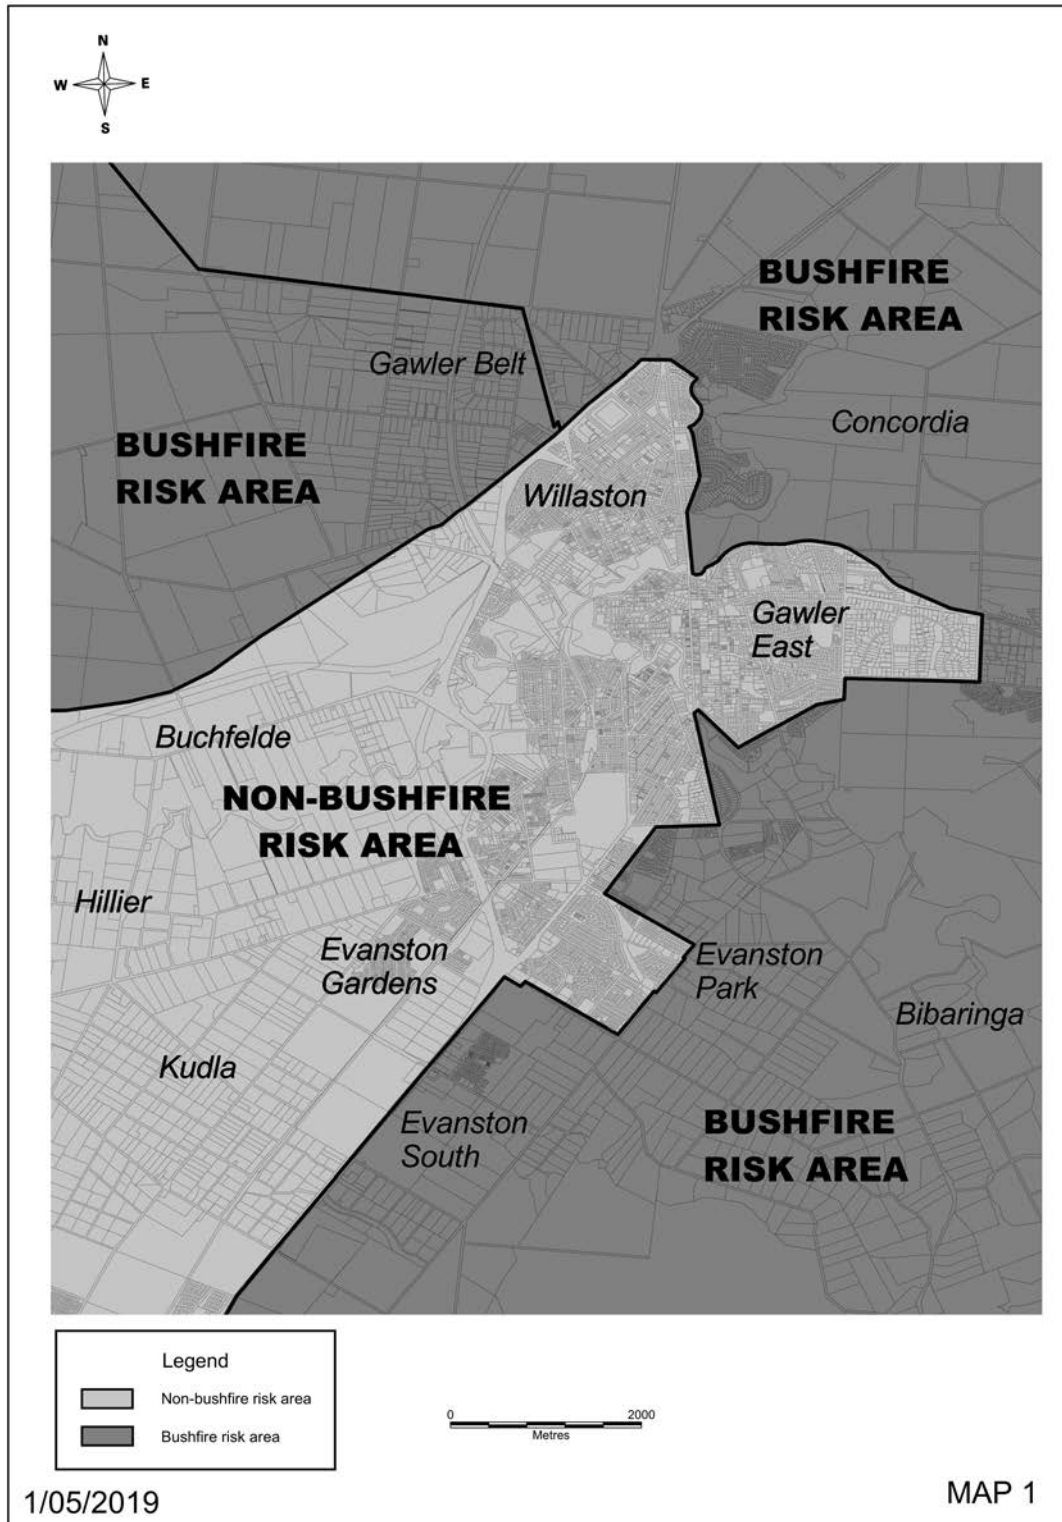 N
W E
S
BUSHFIRE
RISK AREA
Gawler Belt
Concordia
BUSHFIRE
RISK AREA
Willaston
Gawler
East
Buchfelde
NON-BUSHFIRE
RISK AREA
Hillier
Evanston
Gardens
Evanston
Park
Bibaringa
Kudla
Evanston
South
BUSHFIRE
RISK AREA
Legend
Non-bushfire risk area
Bushfire risk area
0 2000
Metres
1/05/2019
MAP 1